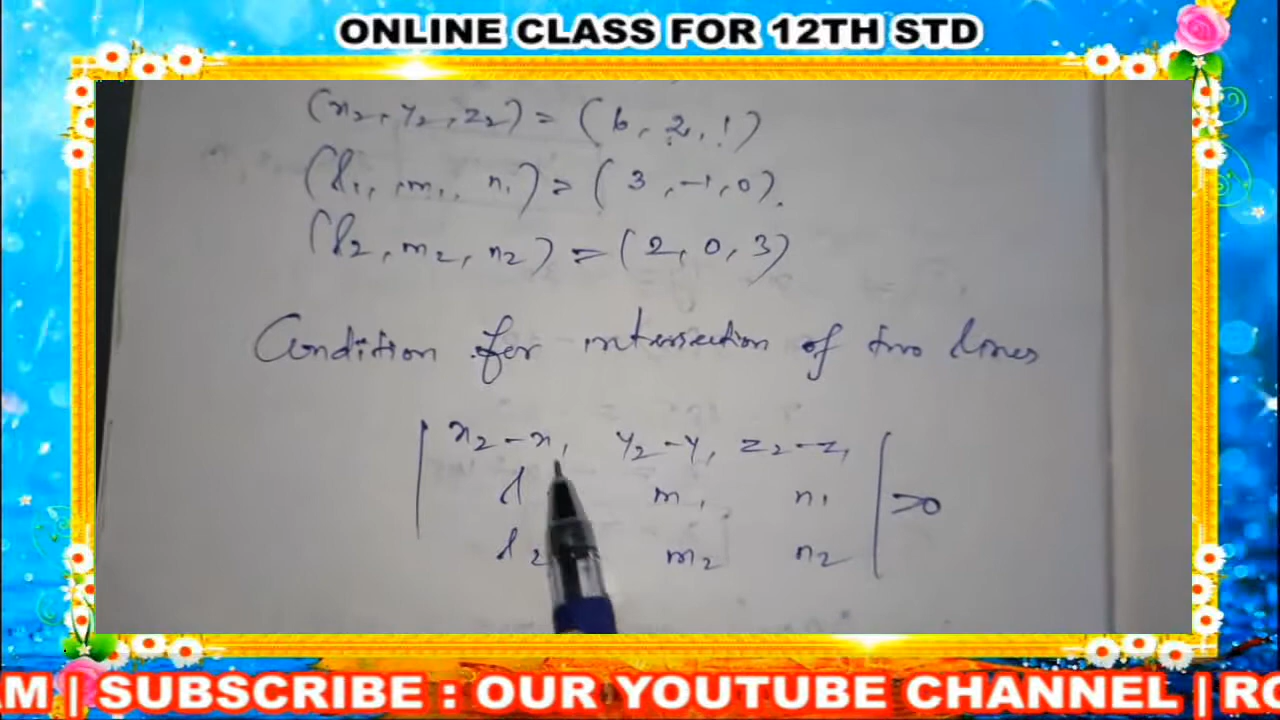 ONLINE CLASS FOR 12TH STD
(x₂, y₂, z₂) = (6, 2, 1)
(l₁, m₁, n₁) = (3, -1, 0).
(l₂, m₂, n₂) = (2, 0, 3)
Condition for intersection of two lines
| x₂-x₁ y₂-y₁ z₂-z₁ |
| l m₁ n₁ | =0
| l₂ m₂ n₂ |
M | SUBSCRIBE : OUR YOUTUBE CHANNEL | RO